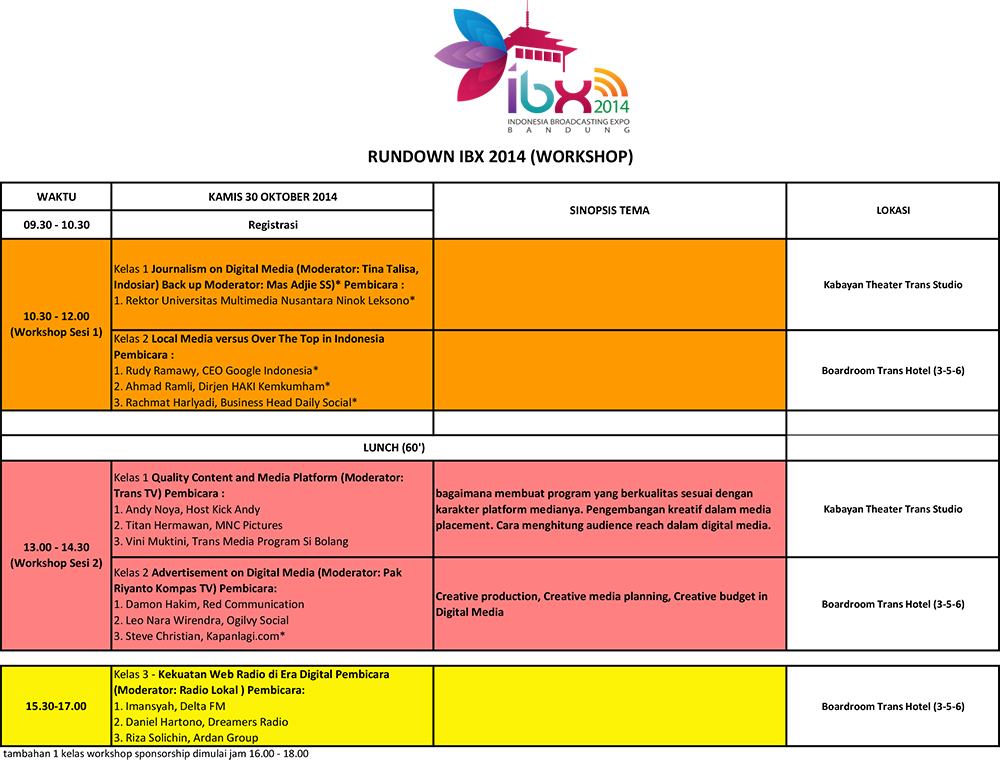 ibx
2014
INDONESIA BROADCASTING EXPO
BANDUNG
RUNDOWN IBX 2014 (WORKSHOP)
WAKTU
KAMIS 30 OKTOBER 2014
SINOPSIS TEMA
LOKASI
09.30 - 10.30
Registrasi
10.30 - 12.00
(Workshop Sesi 1)
Kelas 1 Journalism on Digital Media (Moderator: Tina Talisa,
Indosiar) Back up Moderator: Mas Adjie SS)* Pembicara :
1. Rektor Universitas Multimedia Nusantara Ninok Leksono*
Kabayan Theater Trans Studio
Kelas 2 Local Media versus Over The Top in Indonesia
Pembicara :
1. Rudy Ramawy, CEO Google Indonesia*
2. Ahmad Ramli, Dirjen HAKI Kemkumham*
3. Rachmat Harlyadi, Business Head Daily Social*
Boardroom Trans Hotel (3-5-6)
LUNCH (60')
13.00 - 14.30
(Workshop Sesi 2)
Kelas 1 Quality Content and Media Platform (Moderator:
Trans TV) Pembicara :
1. Andy Noya, Host Kick Andy
2. Titan Hermawan, MNC Pictures
3. Vini Muktini, Trans Media Program Si Bolang
bagaimana membuat program yang berkualitas sesuai dengan
karakter platform medianya. Pengembangan kreatif dalam media
placement. Cara menghitung audience reach dalam digital media.
Kabayan Theater Trans Studio
Kelas 2 Advertisement on Digital Media (Moderator: Pak
Riyanto Kompas TV) Pembicara:
1. Damon Hakim, Red Communication
2. Leo Nara Wirendra, Ogilvy Social
3. Steve Christian, Kapanlagi.com*
Creative production, Creative media planning, Creative budget in
Digital Media
Boardroom Trans Hotel (3-5-6)
15.30-17.00
Kelas 3 - Kekuatan Web Radio di Era Digital Pembicara
(Moderator: Radio Lokal ) Pembicara:
1. Imansyah, Delta FM
2. Daniel Hartono, Dreamers Radio
3. Riza Solichin, Ardan Group
Boardroom Trans Hotel (3-5-6)
tambahan 1 kelas workshop sponsorship dimulai jam 16.00 - 18.00